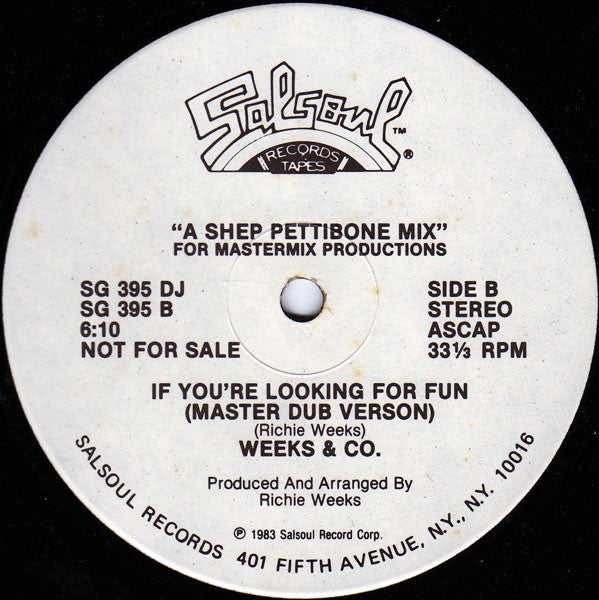 Salsoul™
RECORDS
TAPES®
"A SHEP PETTIBONE MIX"
FOR MASTERMIX PRODUCTIONS
SG 395 DJ
SG 395 B
6:10
NOT FOR SALE
SIDE B
STEREO
ASCAP
33⅓ RPM
IF YOU'RE LOOKING FOR FUN
(MASTER DUB VERSON)
(Richie Weeks)
WEEKS & CO.
Produced And Arranged By
Richie Weeks
℗ 1983 Salsoul Record Corp.
SALSOUL RECORDS 401 FIFTH AVENUE, N.Y., N.Y. 10016